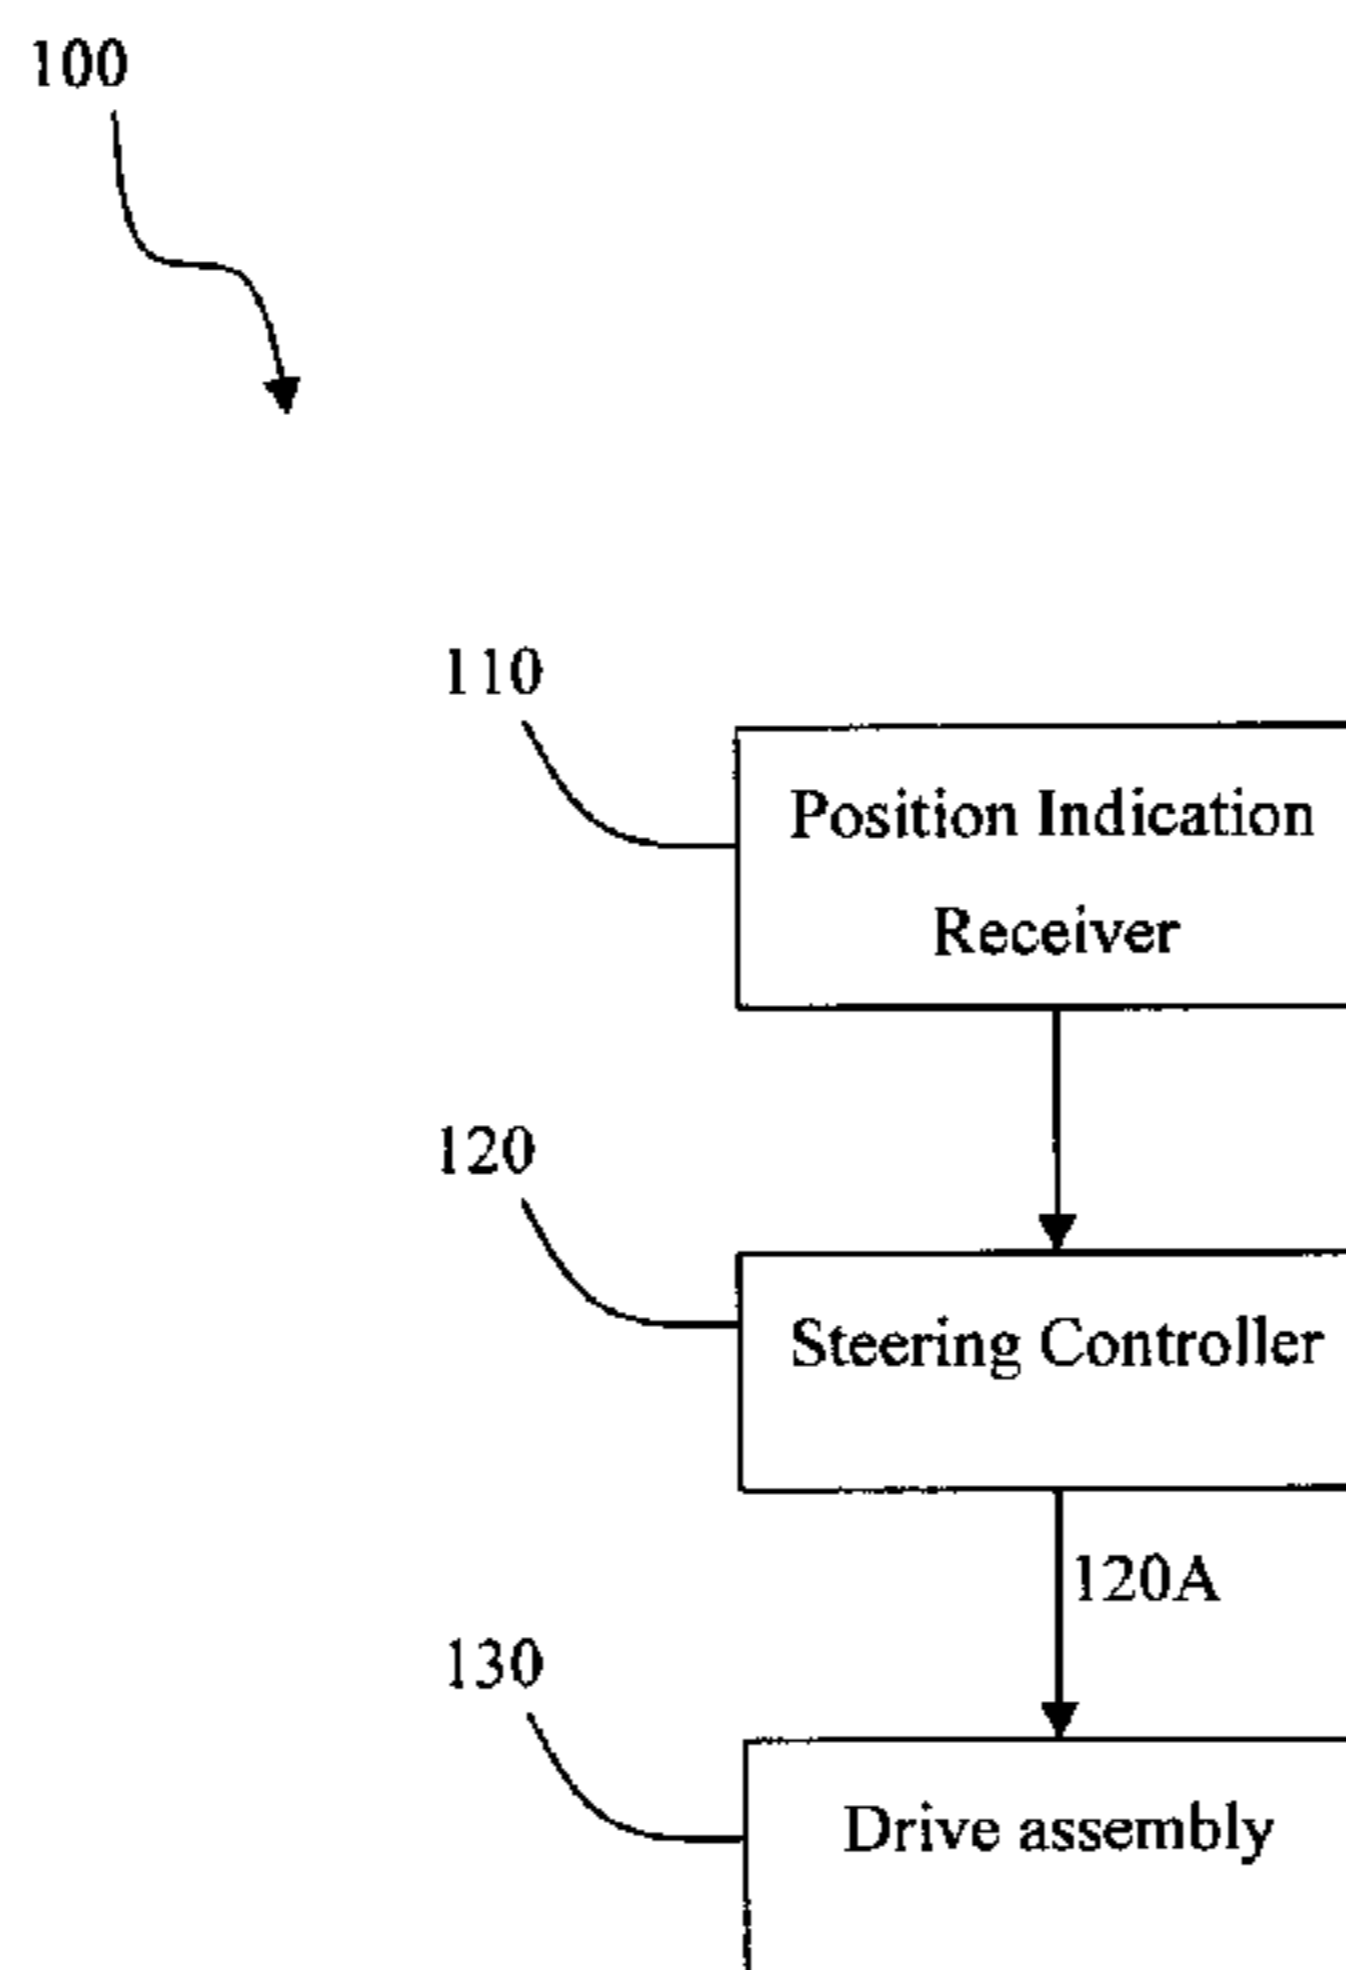 100
110
Position Indication
Receiver
120
Steering Controller
120A
130
Drive assembly